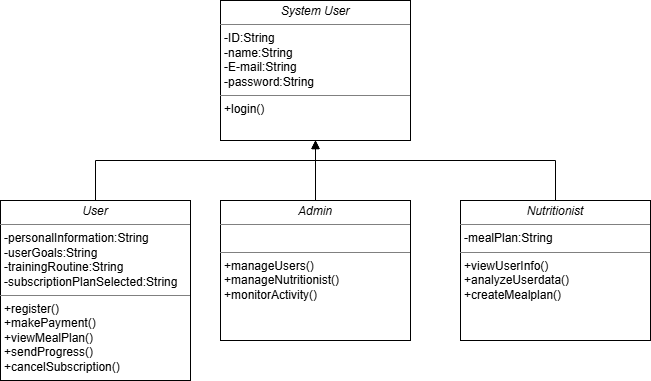 System User
-ID:String
-name:String
-E-mail:String
-password:String
+login()
User
-personalInformation:String
-userGoals:String
-trainingRoutine:String
-subscriptionPlanSelected:String
+register()
+makePayment()
+viewMealPlan()
+sendProgress()
+cancelSubscription()
Admin
+manageUsers()
+manageNutritionist()
+monitorActivity()
Nutritionist
-mealPlan:String
+viewUserInfo()
+analyzeUserdata()
+createMealplan()